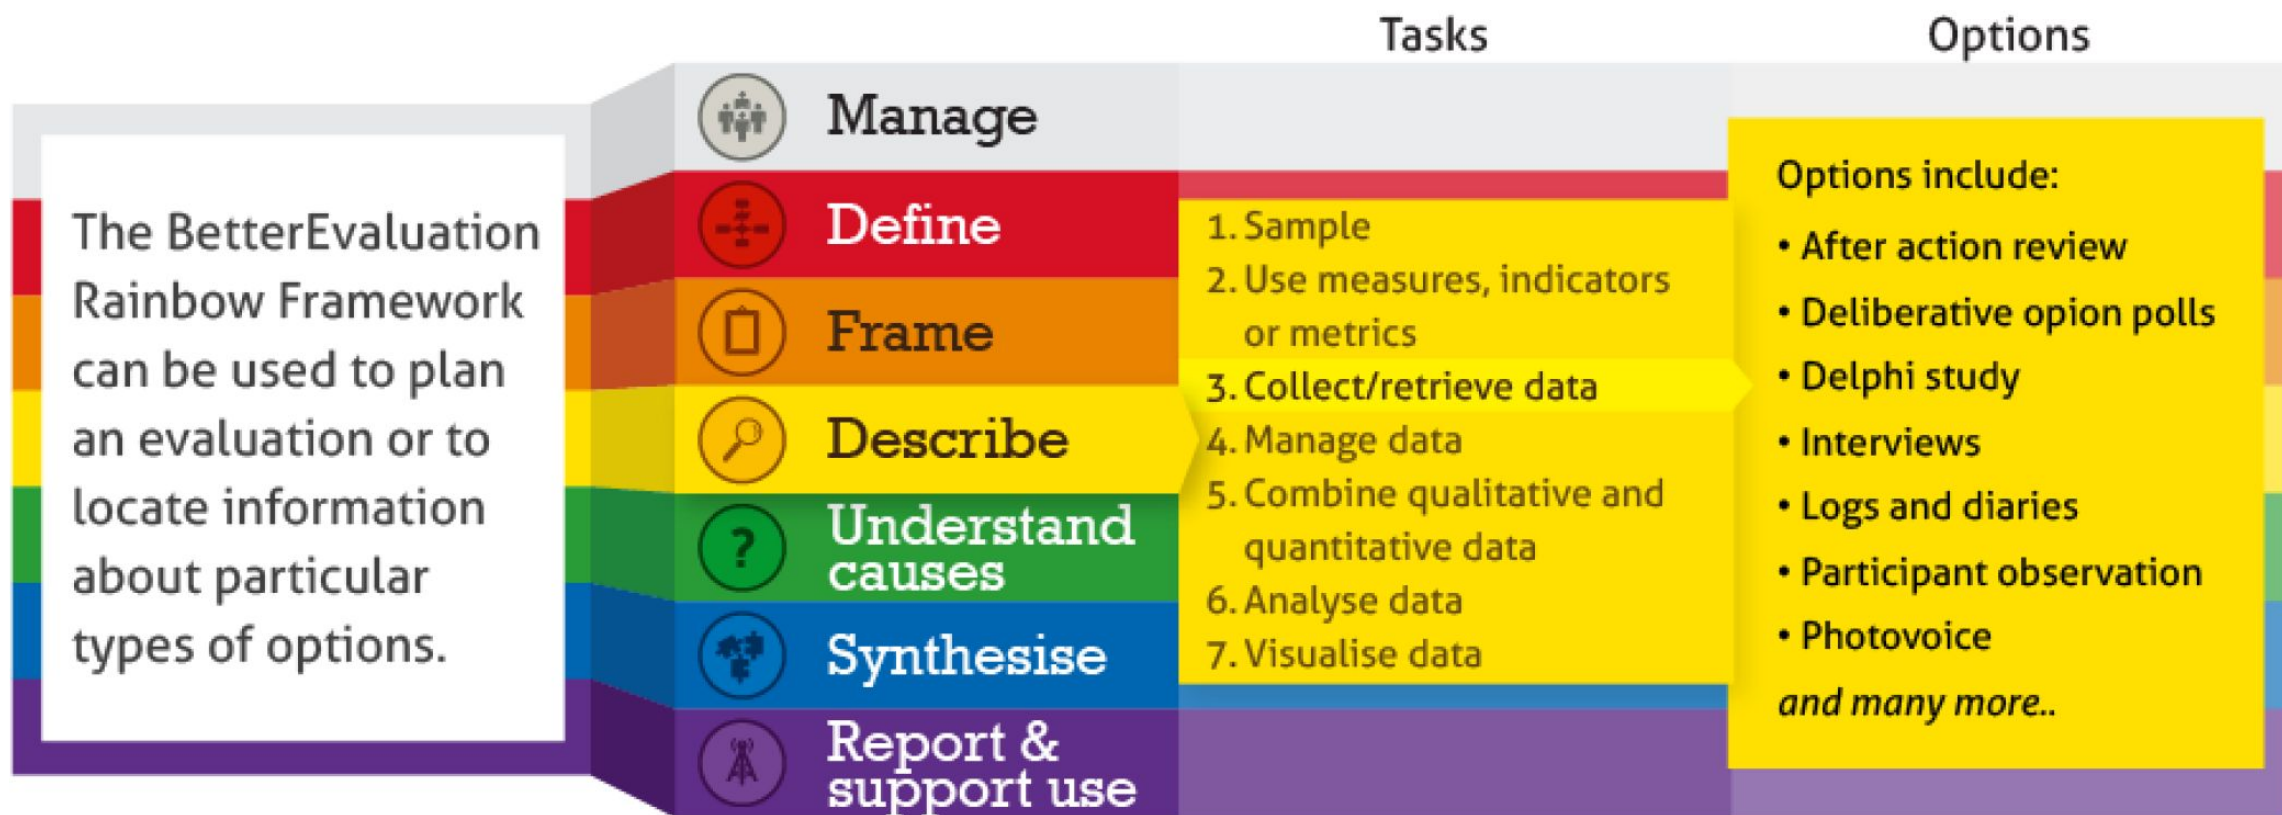 Tasks
Options
The BetterEvaluation
Rainbow Framework
can be used to plan
an evaluation or to
locate information
about particular
types of options.
Manage
Define
Frame
Describe
Understand
causes
Synthesise
Report &
support use
1. Sample
2. Use measures, indicators
or metrics
3. Collect/retrieve data
4. Manage data
5. Combine qualitative and
quantitative data
6. Analyse data
7. Visualise data
Options include:
• After action review
• Deliberative opion polls
• Delphi study
• Interviews
• Logs and diaries
• Participant observation
• Photovoice
and many more..